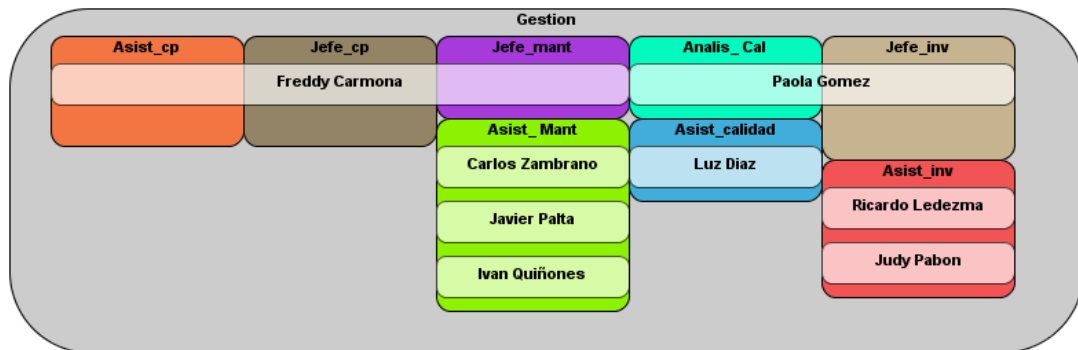 Gestion
Asist_cp
Jefe_cp
Jefe_mant
Analis_ Cal
Jefe_inv
Freddy Carmona
Paola Gomez
Asist_ Mant
Asist_calidad
Carlos Zambrano
Luz Diaz
Asist_inv
Ricardo Ledezma
Javier Palta
Judy Pabon
Ivan Quiñones